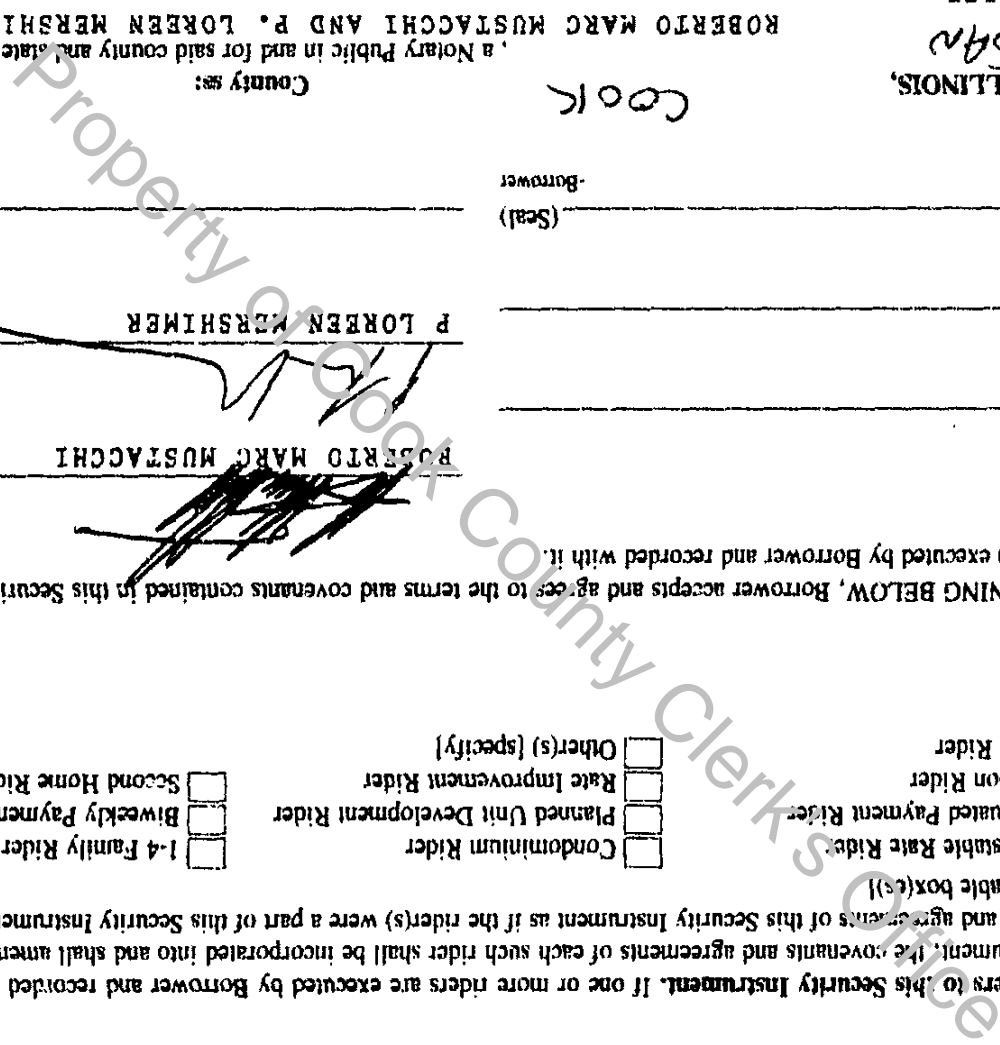 ers to this Security Instrument. If one or more riders are executed by Borrower and recorded
ument, the covenants and agreements of each such rider shall be incorporated into and shall amen
and agreements of this Security Instrument as if the rider(s) were a part of this Security Instrumen
able box(es)]
stable Rate Rider Condominium Rider 1-4 Family Rider
uated Payment Rider Planned Unit Development Rider Biweekly Paymen
on Rider Rate Improvement Rider Second Home Rid
Rider Other(s) [specify]
NING BELOW, Borrower accepts and agrees to the terms and covenants contained in this Securi
executed by Borrower and recorded with it.
ROBERTO MARC MUSTACCHI
P LOREEN MERSHIMER
(Seal)
-Borrower
LLINOIS, COOK County ss:
, a Notary Public in and for said county and state
ROBERTO MARC MUSTACCHI AND P. LOREEN MERSHI
Property of Cook County Clerk's Office